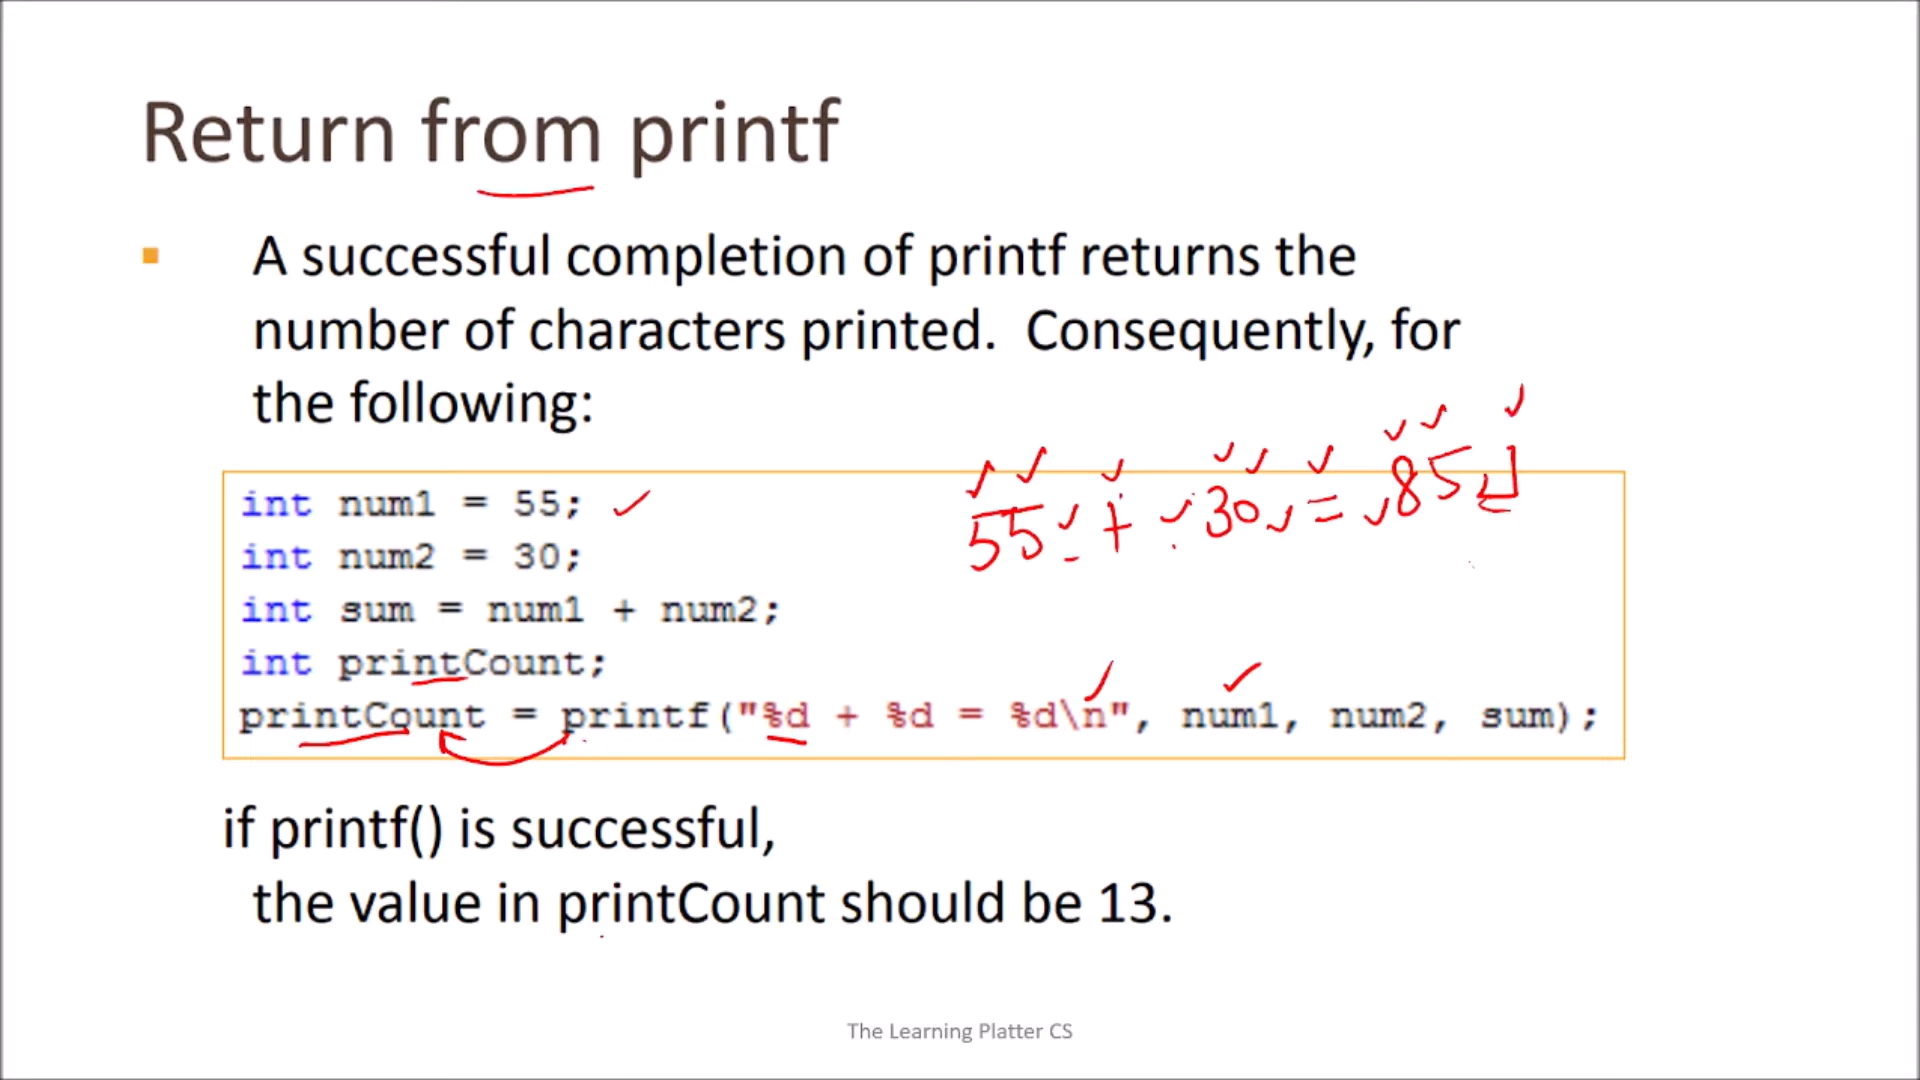 Return from printf
▪ A successful completion of printf returns the
number of characters printed. Consequently, for
the following:
55 + 30 = 85 ↵
int num1 = 55;
int num2 = 30;
int sum = num1 + num2;
int printCount;
printCount = printf("%d + %d = %d\n", num1, num2, sum);
if printf() is successful,
the value in printCount should be 13.
The Learning Platter CS